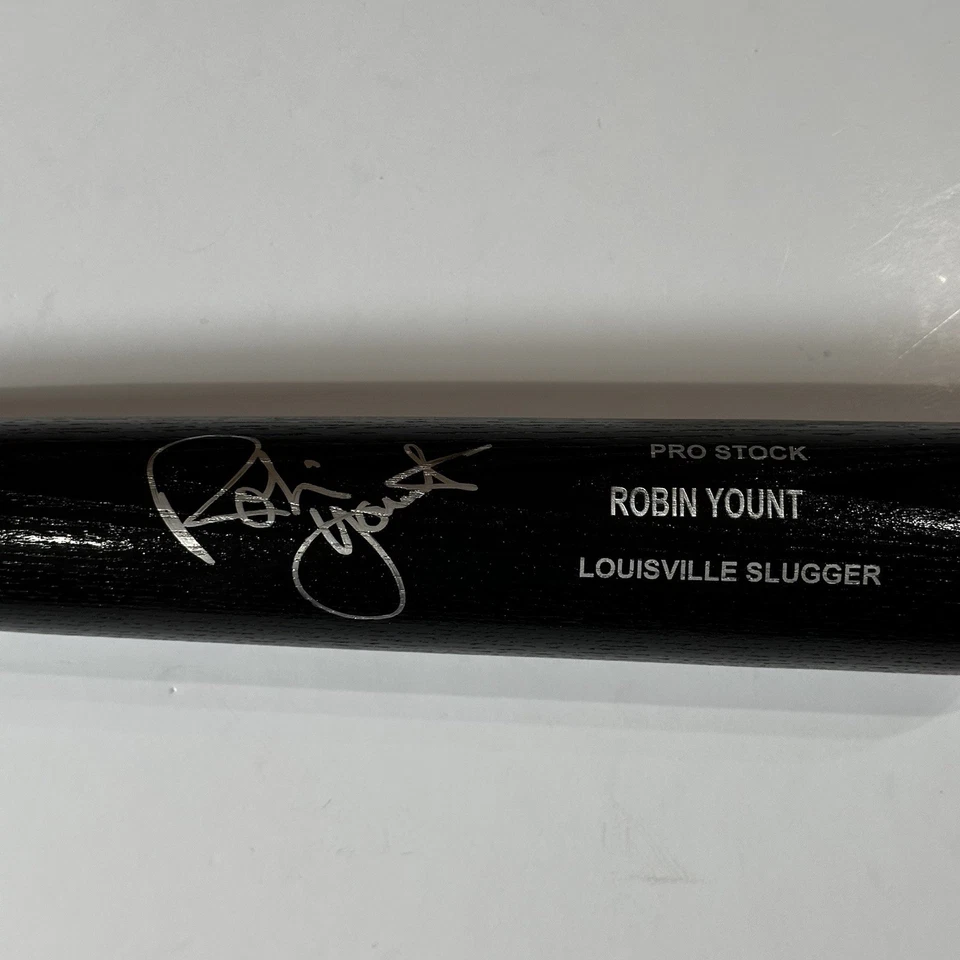 Robin
Yount
PRO STOCK
ROBIN YOUNT
LOUISVILLE SLUGGER